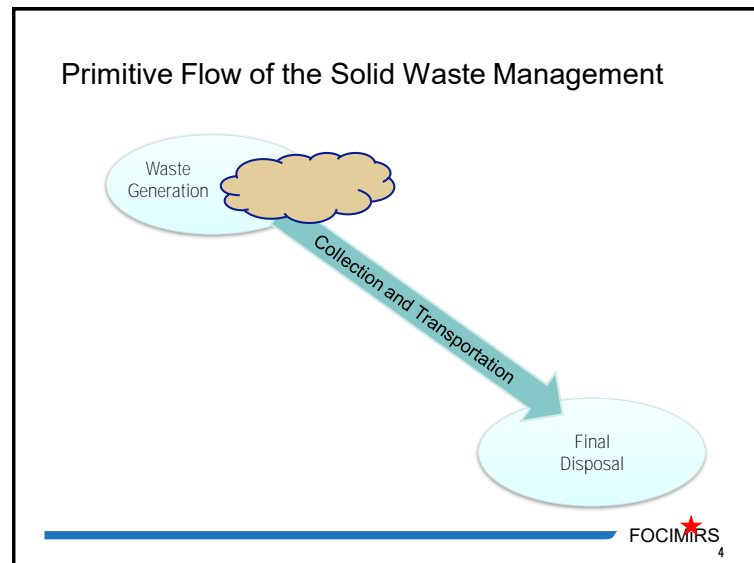 Primitive Flow of the Solid Waste Management
Waste
Generation
Collection and Transportation
Final
Disposal
FOCIMIRS
4